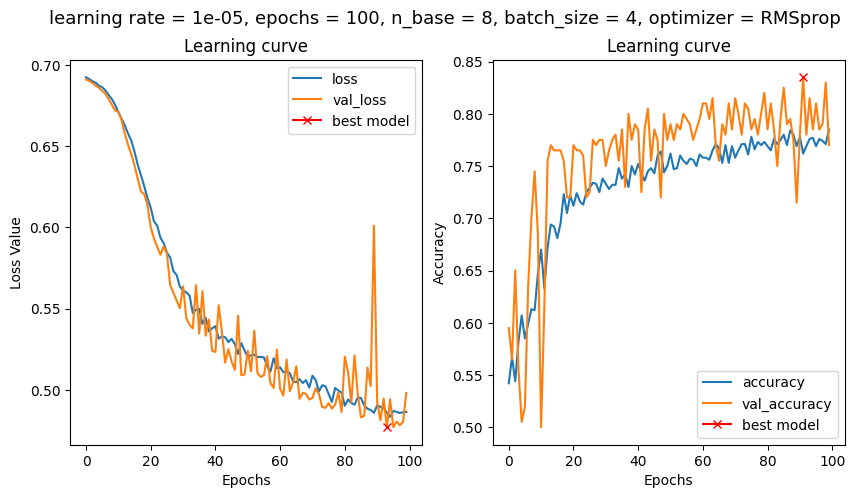 learning rate = 1e-05, epochs = 100, n_base = 8, batch_size = 4, optimizer = RMSprop
Learning curve
0.70
0.65
0.60
0.55
0.50
Loss Value
0 20 40 60 80 100
Epochs
loss
val_loss
best model
Learning curve
0.85
0.80
0.75
0.70
0.65
0.60
0.55
0.50
Accuracy
0 20 40 60 80 100
Epochs
accuracy
val_accuracy
best model